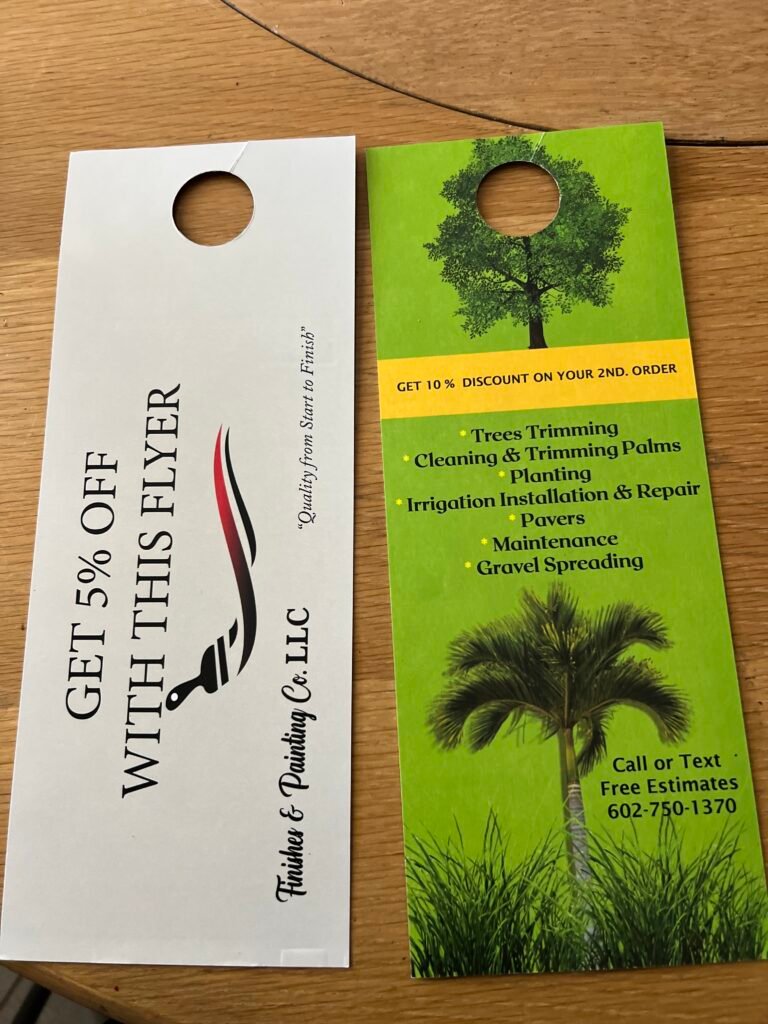 GET 5% OFF
WITH THIS FLYER
Finishes & Painting Co. LLC
"Quality from Start to Finish"
GET 10 % DISCOUNT ON YOUR 2ND. ORDER
* Trees Trimming
* Cleaning & Trimming Palms
* Planting
* Irrigation Installation & Repair
* Pavers
* Maintenance
* Gravel Spreading
Call or Text
Free Estimates
602-750-1370